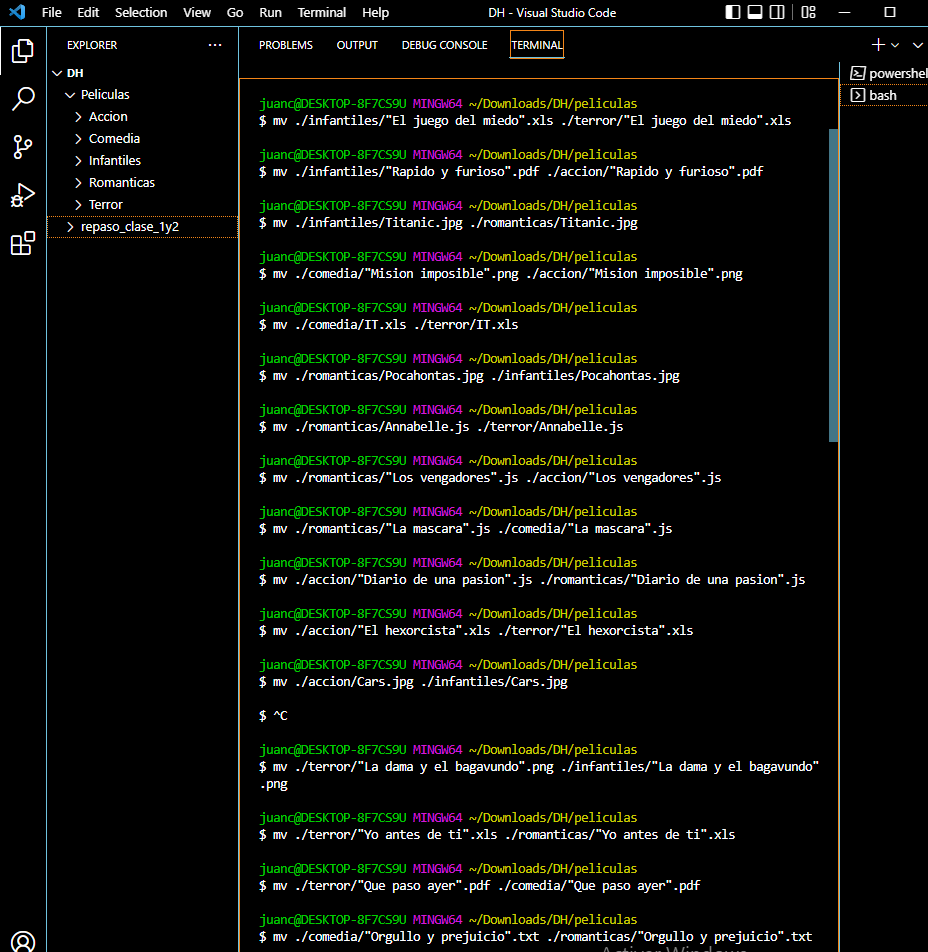 File Edit Selection View Go Run Terminal Help DH - Visual Studio Code
EXPLORER ...
DH
Peliculas
Accion
Comedia
Infantiles
Romanticas
Terror
repaso_clase_1y2
PROBLEMS OUTPUT DEBUG CONSOLE TERMINAL
powershell
bash
juanc@DESKTOP-8F7CS9U MINGW64 ~/Downloads/DH/peliculas
$ mv ./infantiles/"El juego del miedo".xls ./terror/"El juego del miedo".xls
juanc@DESKTOP-8F7CS9U MINGW64 ~/Downloads/DH/peliculas
$ mv ./infantiles/"Rapido y furioso".pdf ./accion/"Rapido y furioso".pdf
juanc@DESKTOP-8F7CS9U MINGW64 ~/Downloads/DH/peliculas
$ mv ./infantiles/Titanic.jpg ./romanticas/Titanic.jpg
juanc@DESKTOP-8F7CS9U MINGW64 ~/Downloads/DH/peliculas
$ mv ./comedia/"Mision imposible".png ./accion/"Mision imposible".png
juanc@DESKTOP-8F7CS9U MINGW64 ~/Downloads/DH/peliculas
$ mv ./comedia/IT.xls ./terror/IT.xls
juanc@DESKTOP-8F7CS9U MINGW64 ~/Downloads/DH/peliculas
$ mv ./romanticas/Pocahontas.jpg ./infantiles/Pocahontas.jpg
juanc@DESKTOP-8F7CS9U MINGW64 ~/Downloads/DH/peliculas
$ mv ./romanticas/Annabelle.js ./terror/Annabelle.js
juanc@DESKTOP-8F7CS9U MINGW64 ~/Downloads/DH/peliculas
$ mv ./romanticas/"Los vengadores".js ./accion/"Los vengadores".js
juanc@DESKTOP-8F7CS9U MINGW64 ~/Downloads/DH/peliculas
$ mv ./romanticas/"La mascara".js ./comedia/"La mascara".js
juanc@DESKTOP-8F7CS9U MINGW64 ~/Downloads/DH/peliculas
$ mv ./accion/"Diario de una pasion".js ./romanticas/"Diario de una pasion".js
juanc@DESKTOP-8F7CS9U MINGW64 ~/Downloads/DH/peliculas
$ mv ./accion/"El hexorcista".xls ./terror/"El hexorcista".xls
juanc@DESKTOP-8F7CS9U MINGW64 ~/Downloads/DH/peliculas
$ mv ./accion/Cars.jpg ./infantiles/Cars.jpg
$ ^C
juanc@DESKTOP-8F7CS9U MINGW64 ~/Downloads/DH/peliculas
$ mv ./terror/"La dama y el bagavundo".png ./infantiles/"La dama y el bagavundo"
.png
juanc@DESKTOP-8F7CS9U MINGW64 ~/Downloads/DH/peliculas
$ mv ./terror/"Yo antes de ti".xls ./romanticas/"Yo antes de ti".xls
juanc@DESKTOP-8F7CS9U MINGW64 ~/Downloads/DH/peliculas
$ mv ./terror/"Que paso ayer".pdf ./comedia/"Que paso ayer".pdf
juanc@DESKTOP-8F7CS9U MINGW64 ~/Downloads/DH/peliculas
$ mv ./comedia/"Orgullo y prejuicio".txt ./romanticas/"Orgullo y prejuicio".txt